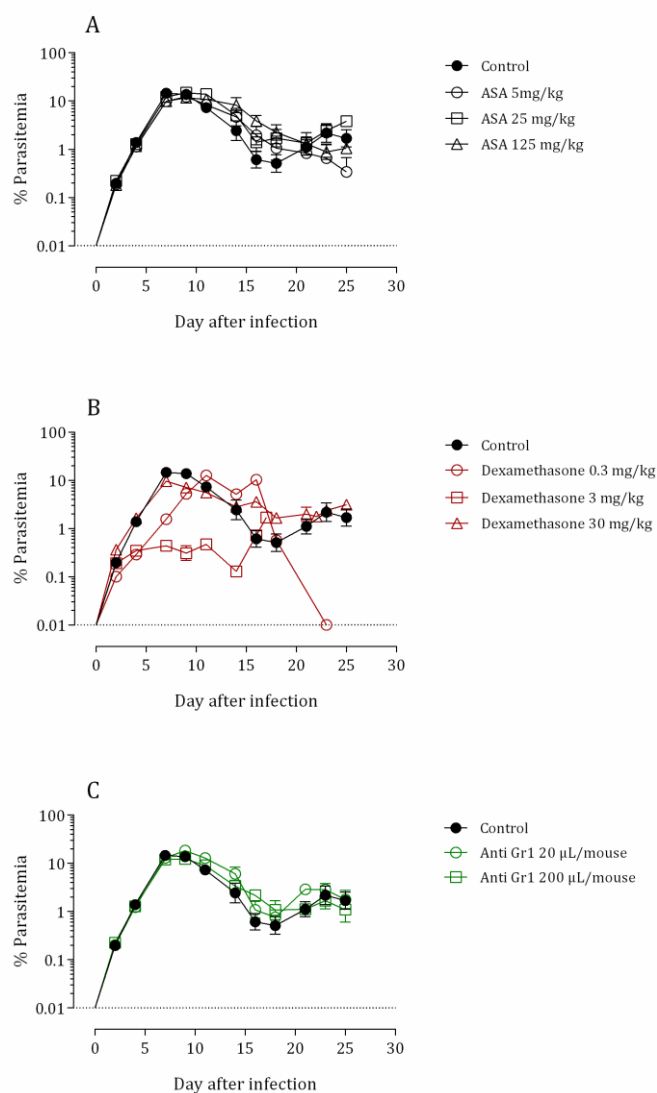 A
% Parasitemia
100
10
1
0.1
0.01
0 5 10 15 20 25 30
Day after infection
Control
ASA 5mg/kg
ASA 25 mg/kg
ASA 125 mg/kg
B
% Parasitemia
100
10
1
0.1
0.01
0 5 10 15 20 25 30
Day after infection
Control
Dexamethasone 0.3 mg/kg
Dexamethasone 3 mg/kg
Dexamethasone 30 mg/kg
C
% Parasitemia
100
10
1
0.1
0.01
0 5 10 15 20 25 30
Day after infection
Control
Anti Gr1 20 µL/mouse
Anti Gr1 200 µL/mouse